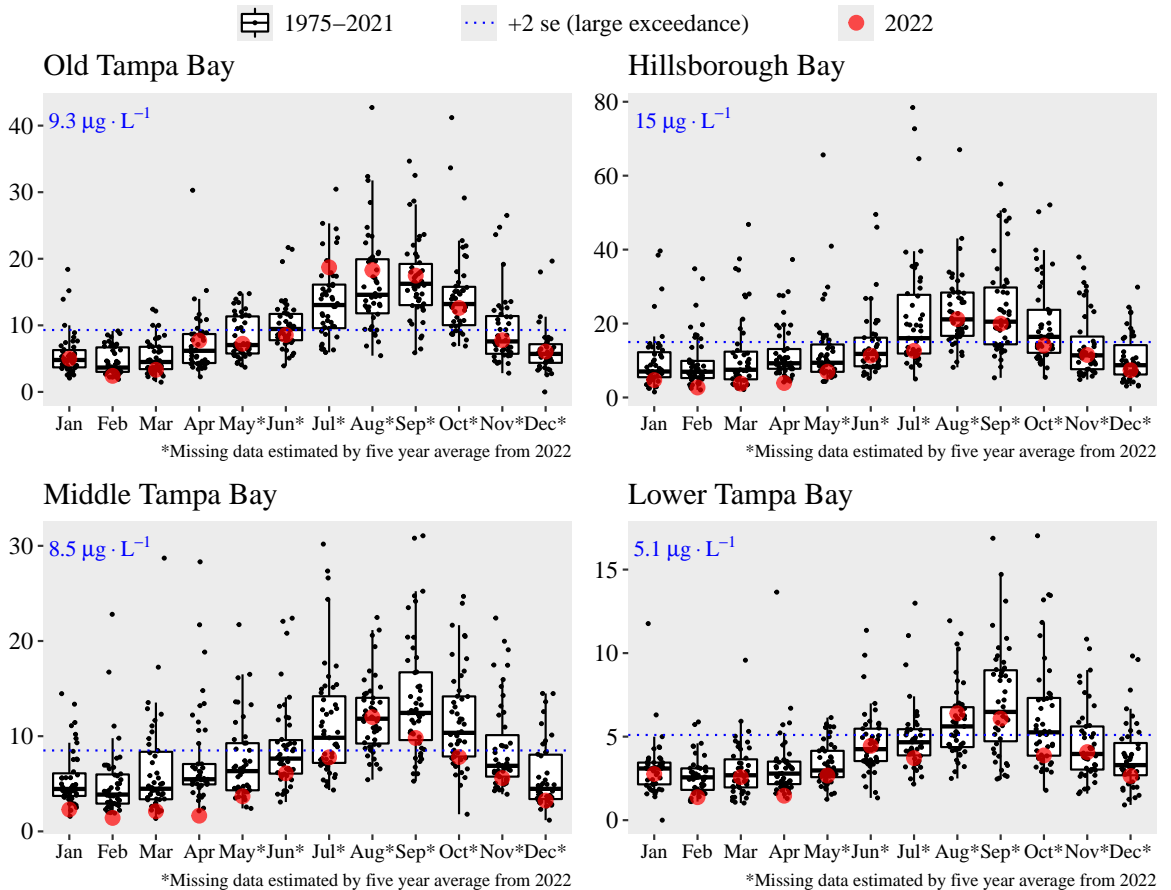 1975–2021 +2 se (large exceedance) 2022
Old Tampa Bay
9.3 μg · L⁻¹
40
30
20
10
0
Jan Feb Mar Apr May* Jun* Jul* Aug* Sep* Oct* Nov* Dec*
*Missing data estimated by five year average from 2022
Hillsborough Bay
15 μg · L⁻¹
80
60
40
20
0
Jan Feb Mar Apr May* Jun* Jul* Aug* Sep* Oct* Nov* Dec*
*Missing data estimated by five year average from 2022
Middle Tampa Bay
8.5 μg · L⁻¹
30
20
10
0
Jan Feb Mar Apr May* Jun* Jul* Aug* Sep* Oct* Nov* Dec*
*Missing data estimated by five year average from 2022
Lower Tampa Bay
5.1 μg · L⁻¹
15
10
5
0
Jan Feb Mar Apr May* Jun* Jul* Aug* Sep* Oct* Nov* Dec*
*Missing data estimated by five year average from 2022